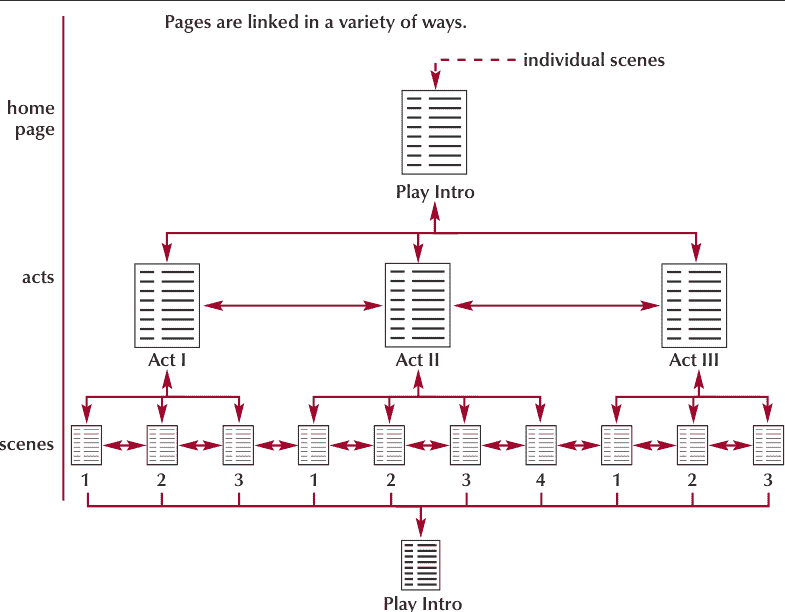 Pages are linked in a variety of ways.
individual scenes
home
page
Play Intro
acts
Act I
Act II
Act III
scenes
1 2 3 1 2 3 4 1 2 3
Play Intro